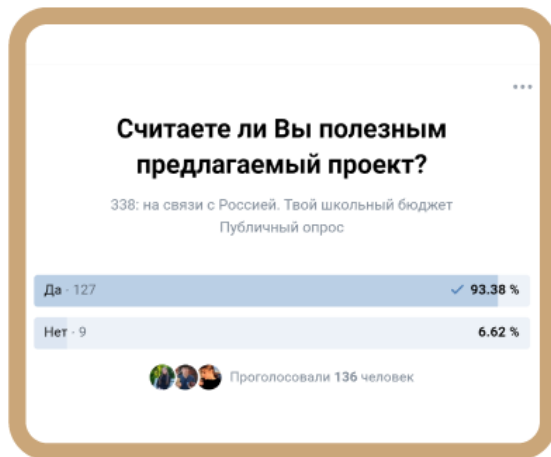 Считаете ли Вы полезным
предлагаемый проект?
338: на связи с Россией. Твой школьный бюджет
Публичный опрос
Да · 127 93.38 %
Нет · 9 6.62 %
Проголосовали 136 человек